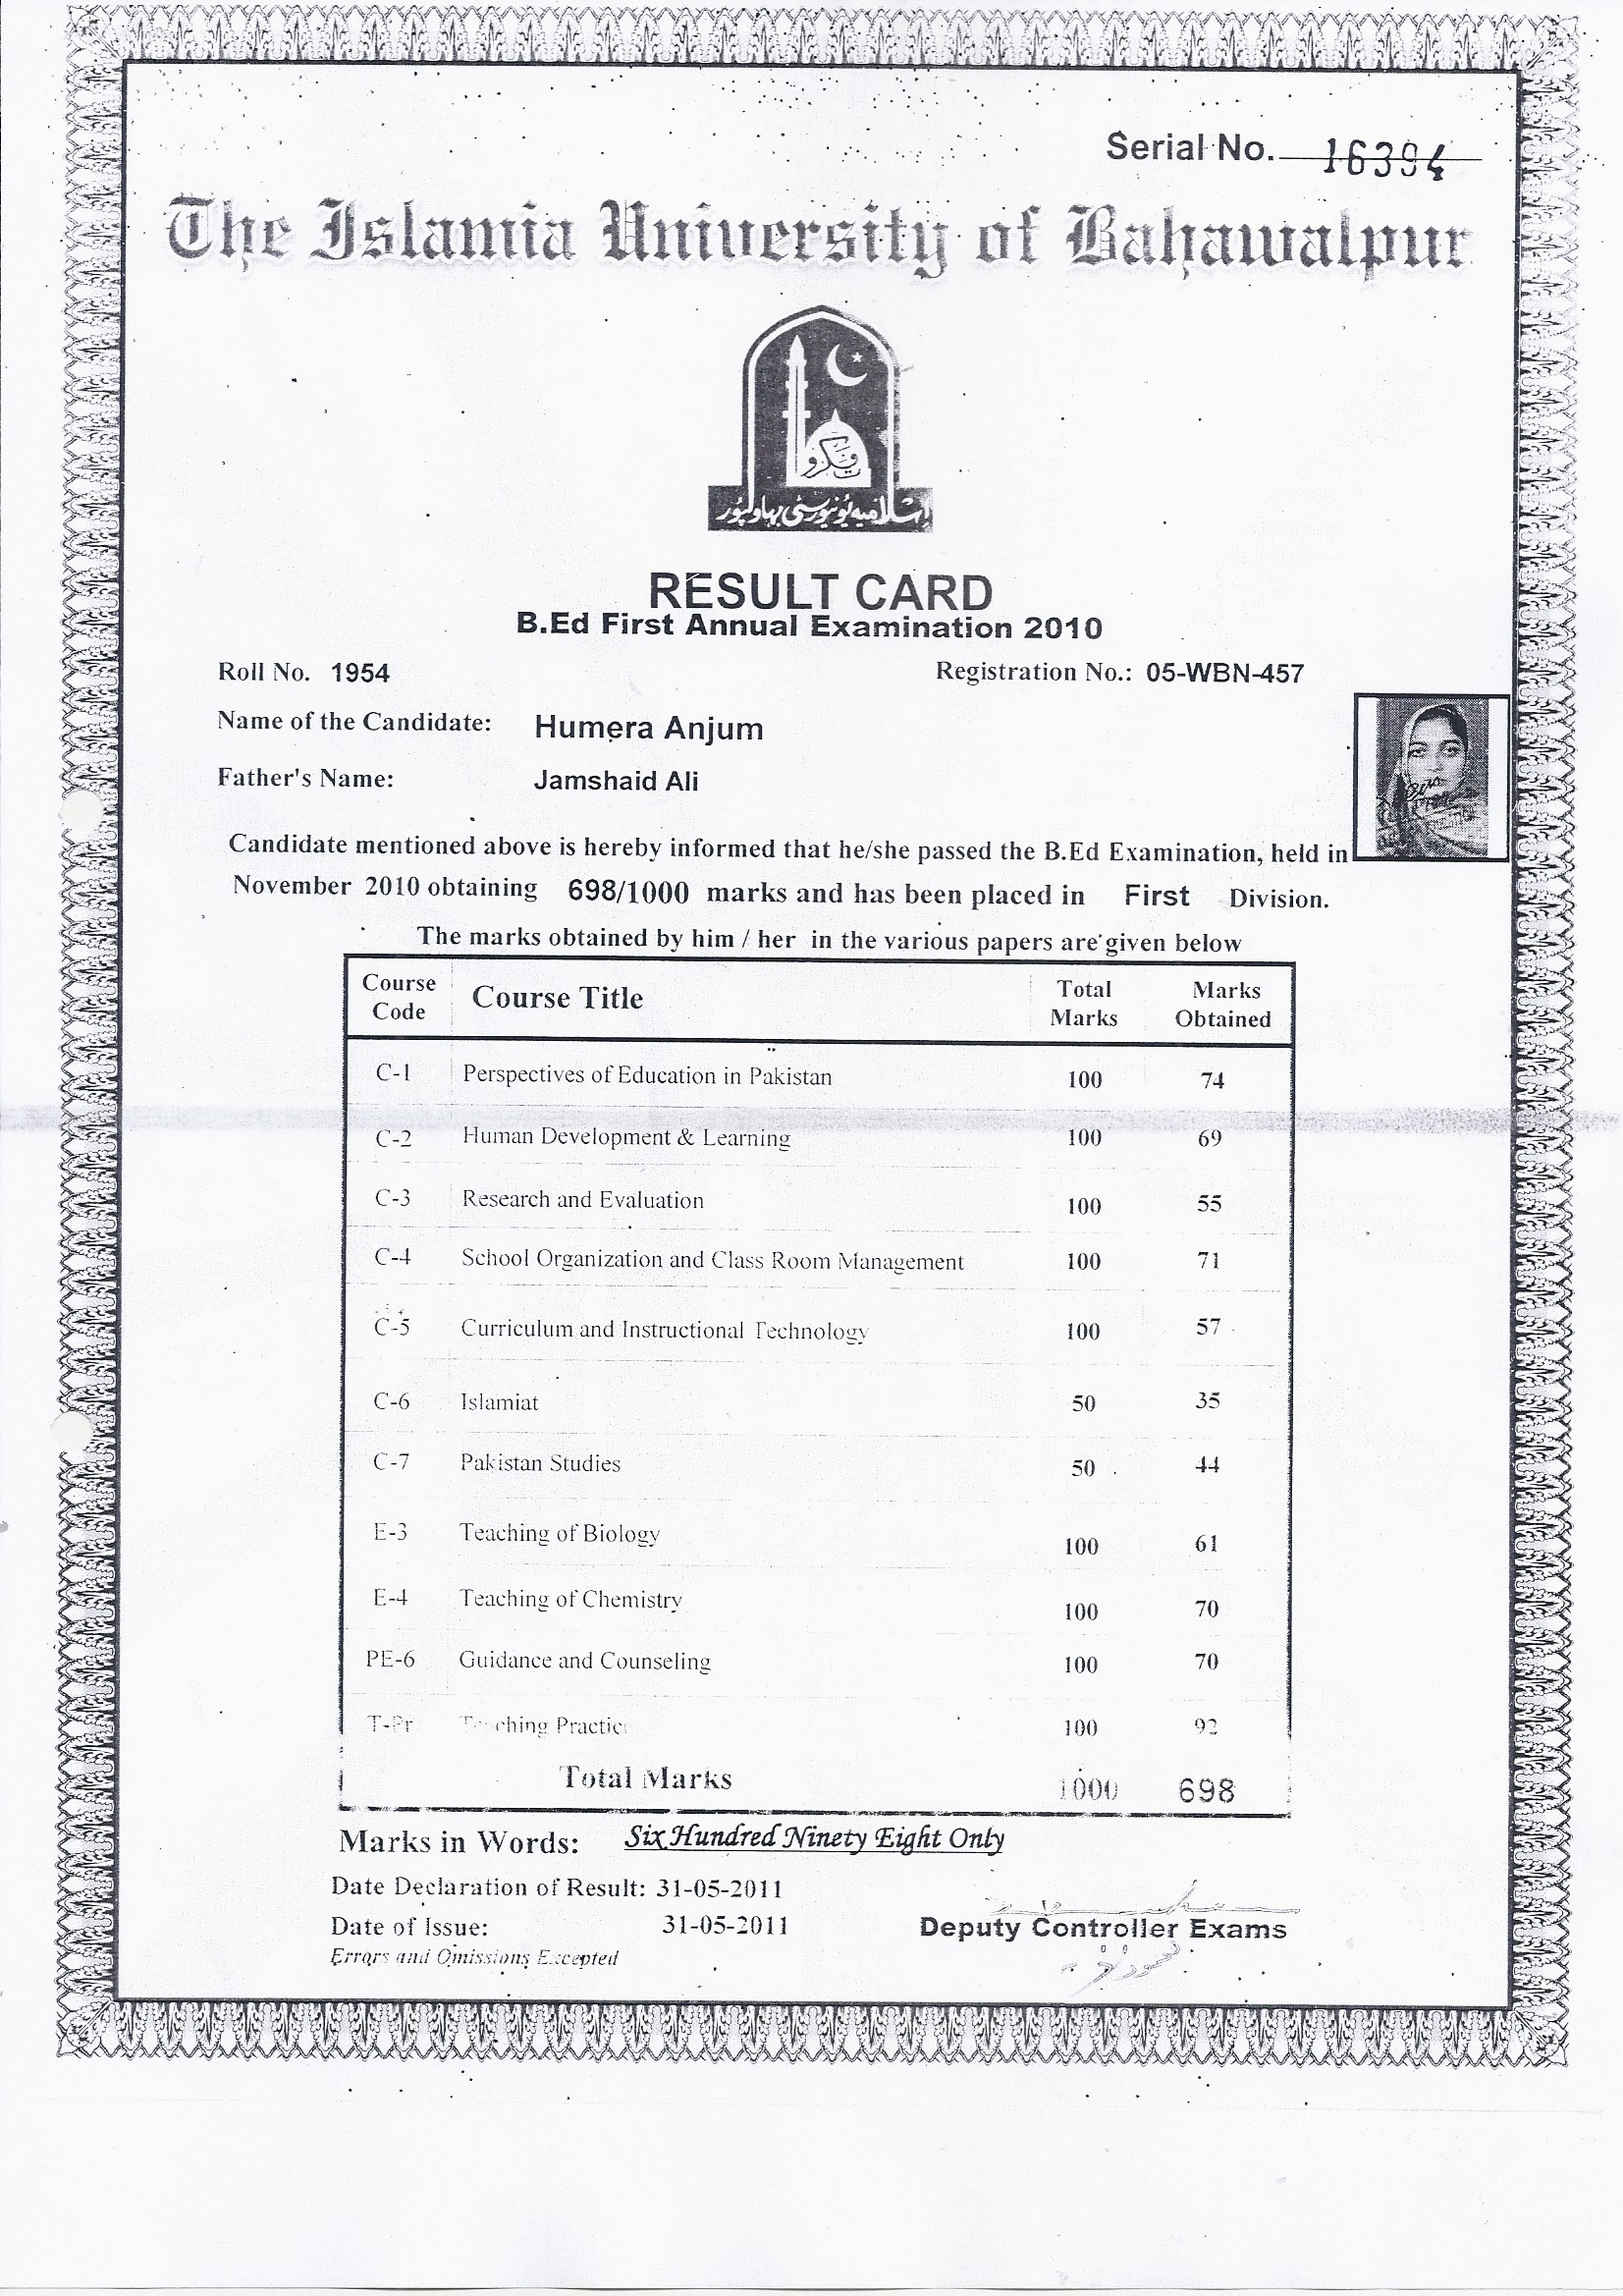 Serial No. 16394
The Islamia University of Bahawalpur
اسلامیہ یونیورسٹی بہاولپور
RESULT CARD
B.Ed First Annual Examination 2010
Roll No. 1954 Registration No.: 05-WBN-457
Name of the Candidate: Humera Anjum
Father's Name: Jamshaid Ali
Candidate mentioned above is hereby informed that he/she passed the B.Ed Examination, held in
November 2010 obtaining 698/1000 marks and has been placed in First Division.
The marks obtained by him / her in the various papers are given below
Course Code Course Title Total Marks Marks Obtained
C-1 Perspectives of Education in Pakistan 100 74
C-2 Human Development & Learning 100 69
C-3 Research and Evaluation 100 55
C-4 School Organization and Class Room Management 100 71
C-5 Curriculum and Instructional Technology 100 57
C-6 Islamiat 50 35
C-7 Pakistan Studies 50 44
E-3 Teaching of Biology 100 61
E-4 Teaching of Chemistry 100 70
PE-6 Guidance and Counseling 100 70
T-Pr Teaching Practice 100 92
Total Marks 1000 698
Marks in Words: Six Hundred Ninety Eight Only
Date Declaration of Result: 31-05-2011
Date of Issue: 31-05-2011
Deputy Controller Exams
Errors and Omissions Excepted